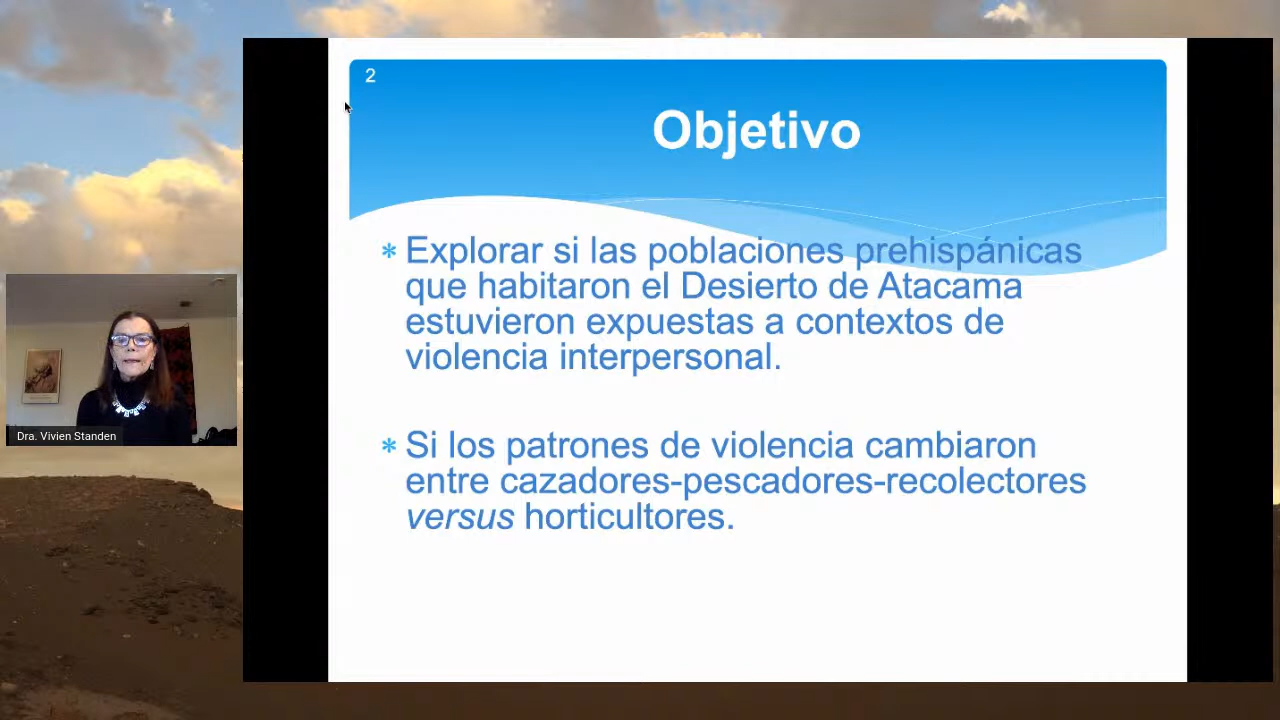 2
Objetivo
* Explorar si las poblaciones prehispánicas
que habitaron el Desierto de Atacama
estuvieron expuestas a contextos de
violencia interpersonal.
* Si los patrones de violencia cambiaron
entre cazadores-pescadores-recolectores
versus horticultores.
Dra. Vivien Standen